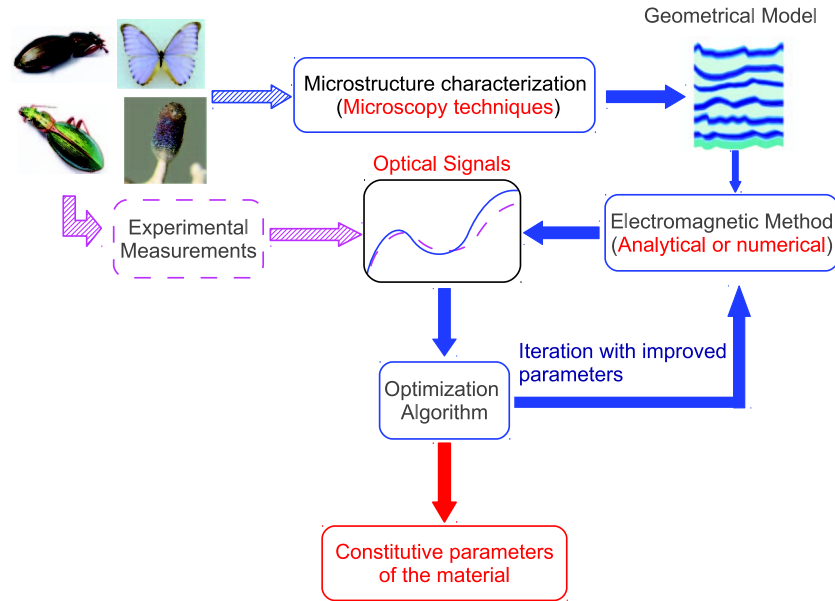 Geometrical Model
Microstructure characterization
(Microscopy techniques)
Optical Signals
Experimental
Measurements
Electromagnetic Method
(Analytical or numerical)
Iteration with improved
parameters
Optimization
Algorithm
Constitutive parameters
of the material